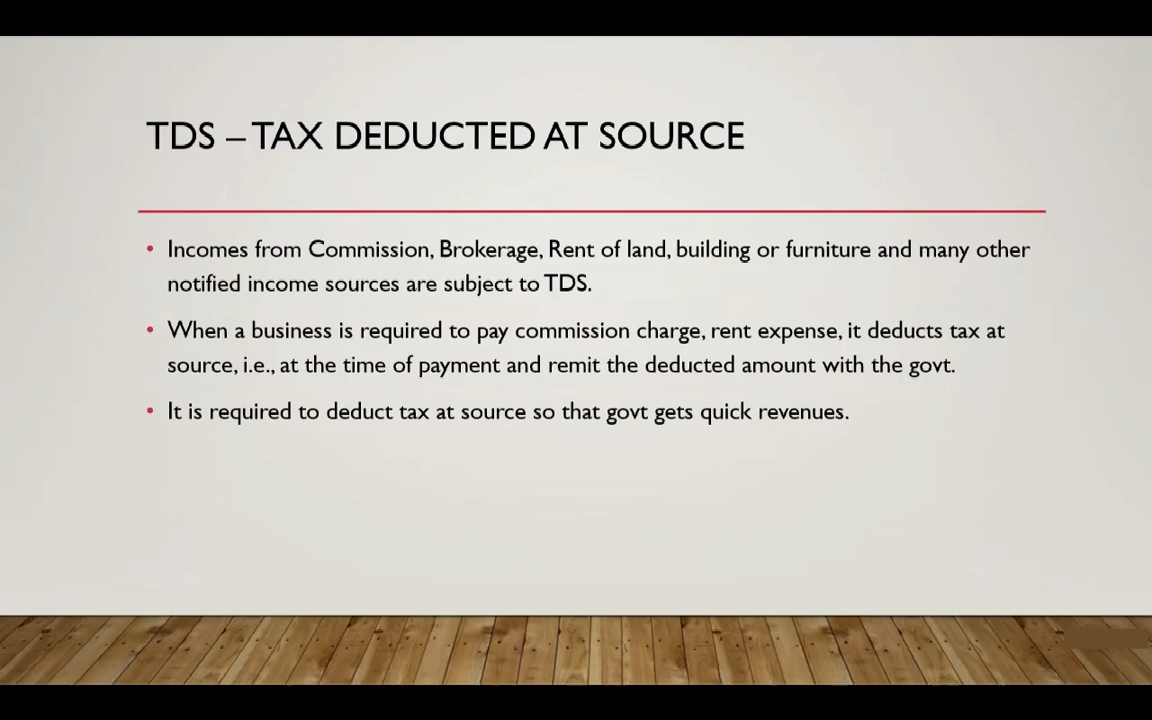 TDS – TAX DEDUCTED AT SOURCE
• Incomes from Commission, Brokerage, Rent of land, building or furniture and many other
notified income sources are subject to TDS.
• When a business is required to pay commission charge, rent expense, it deducts tax at
source, i.e., at the time of payment and remit the deducted amount with the govt.
• It is required to deduct tax at source so that govt gets quick revenues.